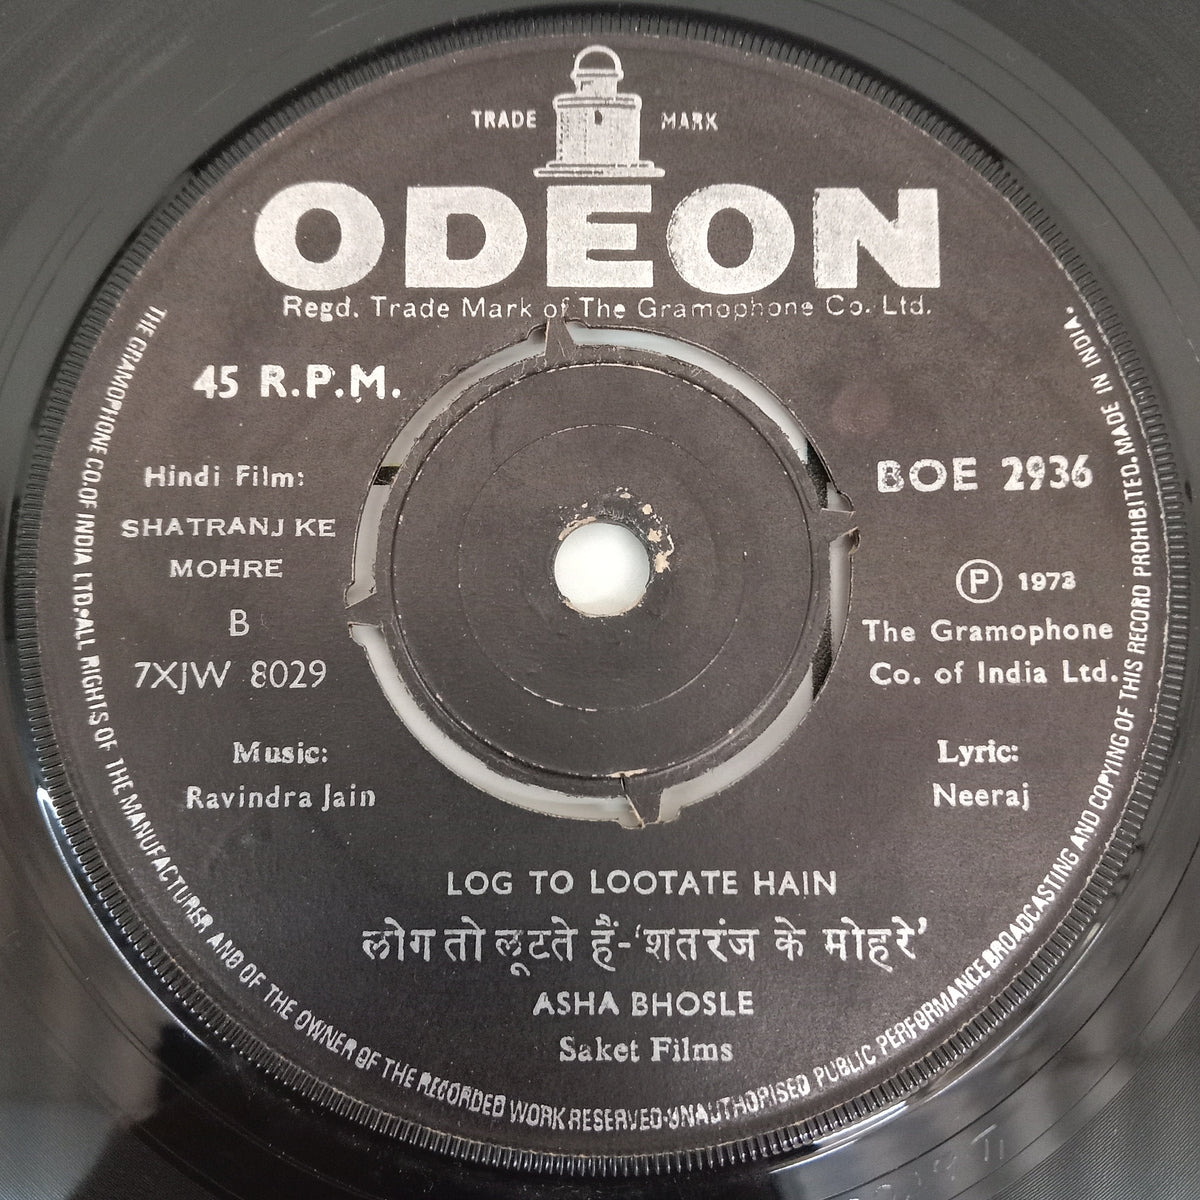 TRADE MARK
ODEON
Regd. Trade Mark of The Gramophone Co. Ltd.
45 R.P.M.
Hindi Film:
SHATRANJ KE
MOHRE
B
7XJW 8029
Music:
Ravindra Jain
BOE 2936
Ⓟ 1973
The Gramophone
Co. of India Ltd.
Lyric:
Neeraj
LOG TO LOOTATE HAIN
लोग तो लूटते हैं-'शतरंज के मोहरे'
ASHA BHOSLE
Saket Films
THE GRAMOPHONE CO. OF INDIA LTD. ALL RIGHTS OF THE MANUFACTURER AND OF THE OWNER OF THE RECORDED WORK RESERVED·UNAUTHORISED PUBLIC PERFORMANCE BROADCASTING AND COPYING OF THIS RECORD PROHIBITED. MADE IN INDIA.